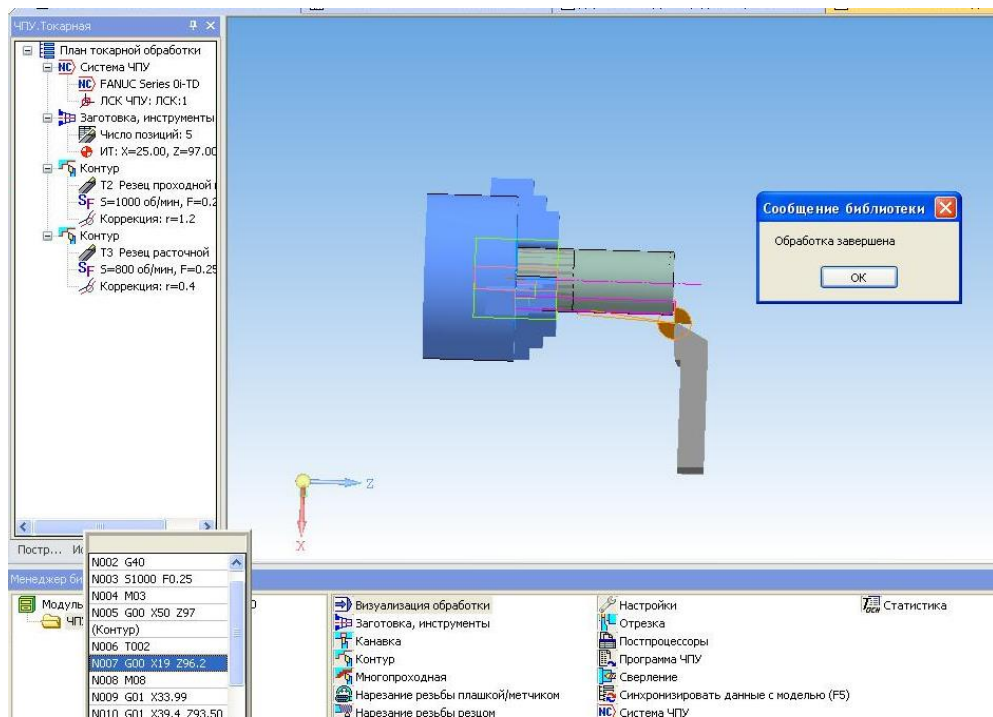 ЧПУ.Токарная
План токарной обработки
NC Система ЧПУ
NC FANUC Series 0i-TD
ЛСК ЧПУ: ЛСК:1
Заготовка, инструменты
Число позиций: 5
ИТ: X=25.00, Z=97.00
Контур
T2 Резец проходной
SF S=1000 об/мин, F=0.2
Коррекция: r=1.2
Контур
T3 Резец расточной
SF S=800 об/мин, F=0.25
Коррекция: r=0.4
Сообщение библиотеки
Обработка завершена
OK
Z
X
Постр...
Менеджер
Модуль
N002 G40
N003 S1000 F0.25
N004 M03
N005 G00 X50 Z97
(Контур)
N006 T002
N007 G00 X19 Z96.2
N008 M08
N009 G01 X33.99
N010 G01 X39.4 Z93.50
Визуализация обработки
Заготовка, инструменты
Канавка
Контур
Многопроходная
Нарезание резьбы плашкой/метчиком
Нарезание резьбы резцом
Настройки
Отрезка
Постпроцессоры
Программа ЧПУ
Сверление
Синхронизировать данные с моделью (F5)
NC Система ЧПУ
Статистика